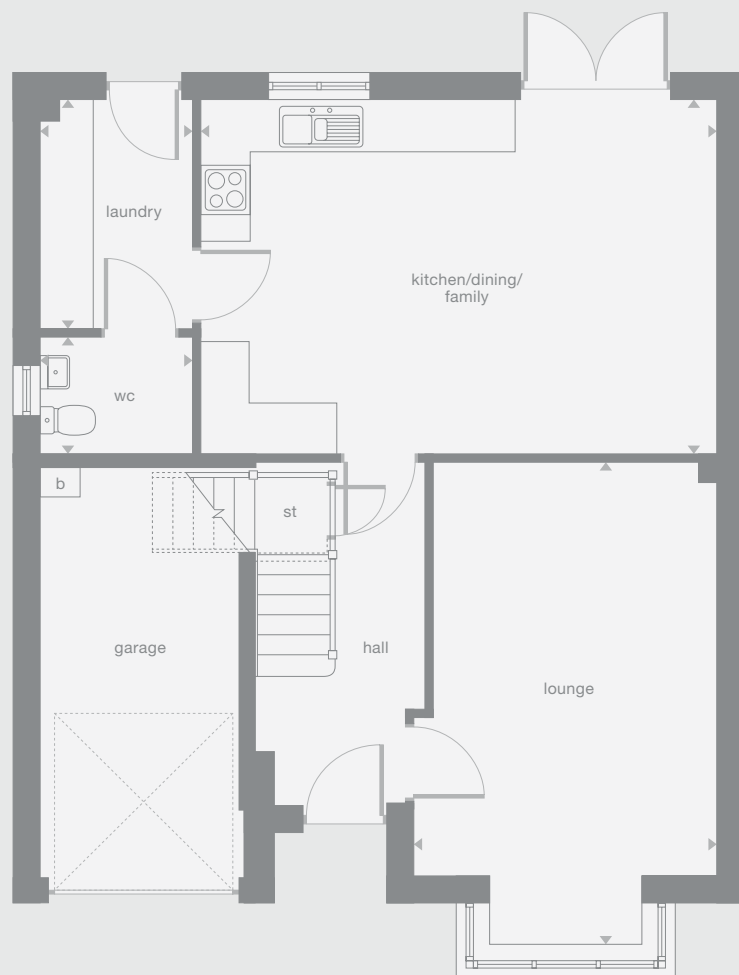 laundry
kitchen/dining/
family
wc
b
st
garage
hall
lounge